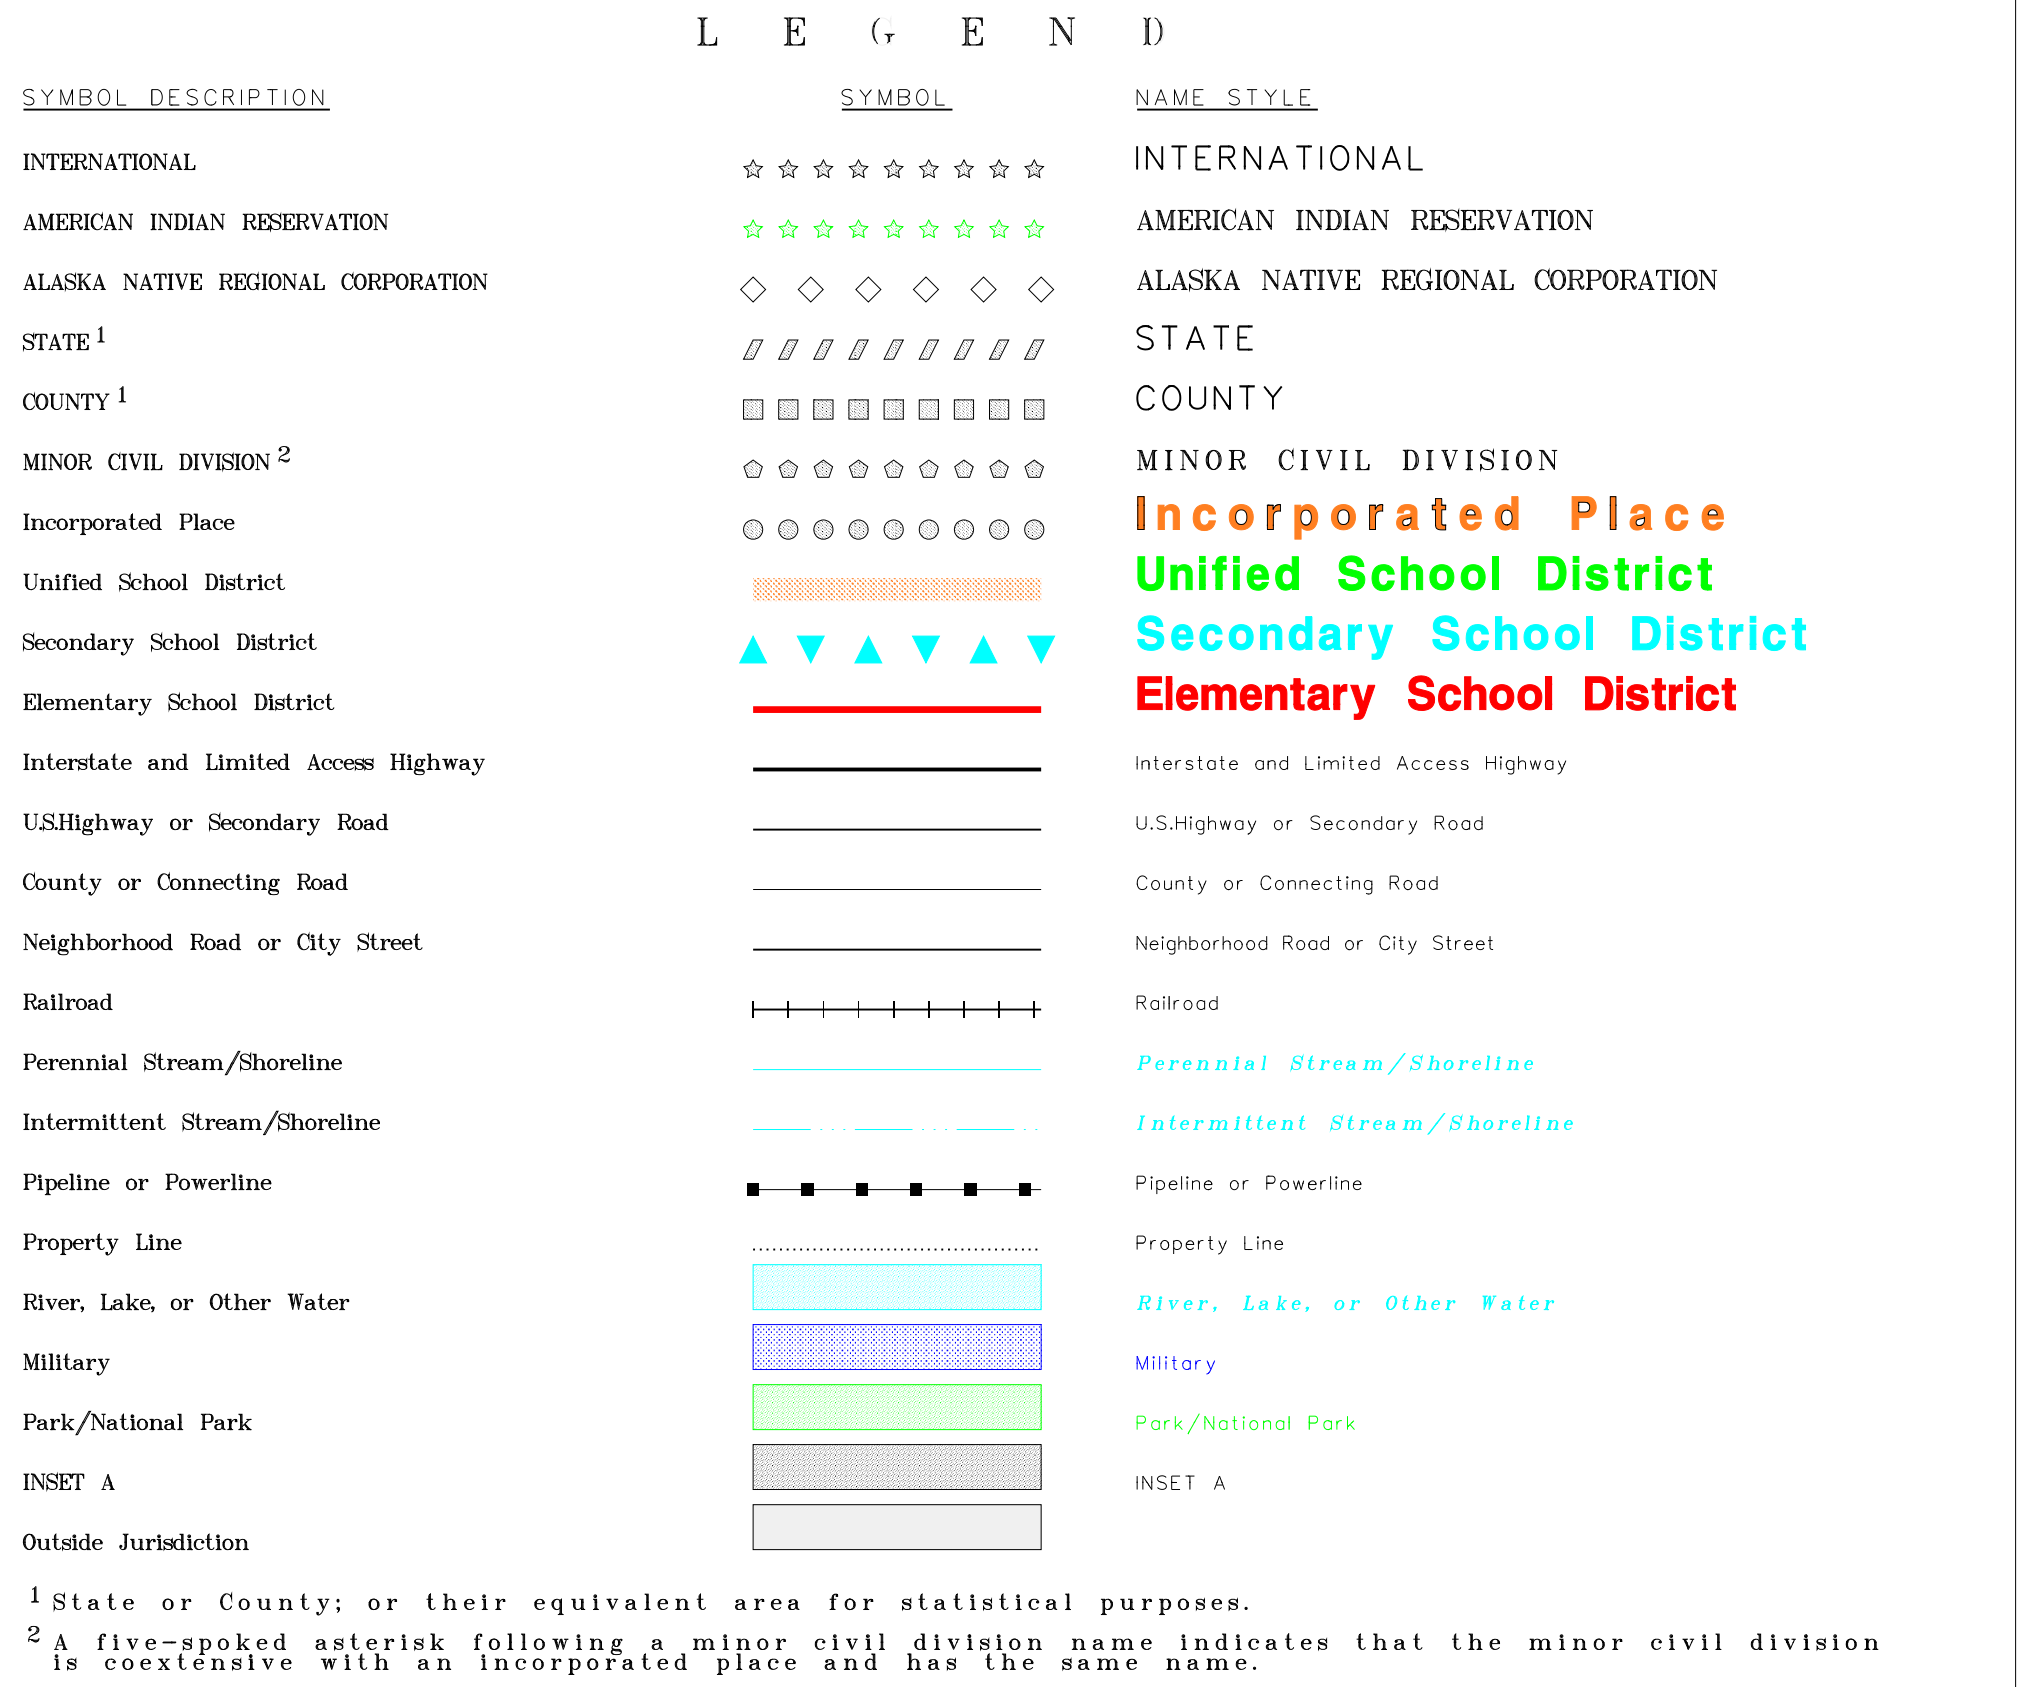 L E G E N D
SYMBOL DESCRIPTION SYMBOL NAME STYLE
INTERNATIONAL INTERNATIONAL
AMERICAN INDIAN RESERVATION AMERICAN INDIAN RESERVATION
ALASKA NATIVE REGIONAL CORPORATION ALASKA NATIVE REGIONAL CORPORATION
STATE 1 STATE
COUNTY 1 COUNTY
MINOR CIVIL DIVISION 2 MINOR CIVIL DIVISION
Incorporated Place Incorporated Place
Unified School District Unified School District
Secondary School District Secondary School District
Elementary School District Elementary School District
Interstate and Limited Access Highway Interstate and Limited Access Highway
U.S.Highway or Secondary Road U.S.Highway or Secondary Road
County or Connecting Road County or Connecting Road
Neighborhood Road or City Street Neighborhood Road or City Street
Railroad Railroad
Perennial Stream/Shoreline Perennial Stream/Shoreline
Intermittent Stream/Shoreline Intermittent Stream/Shoreline
Pipeline or Powerline Pipeline or Powerline
Property Line Property Line
River, Lake, or Other Water River, Lake, or Other Water
Military Military
Park/National Park Park/National Park
INSET A INSET A
Outside Jurisdiction
1 State or County; or their equivalent area for statistical purposes.
2 A five-spoked asterisk following a minor civil division name indicates that the minor civil division
is coextensive with an incorporated place and has the same name.